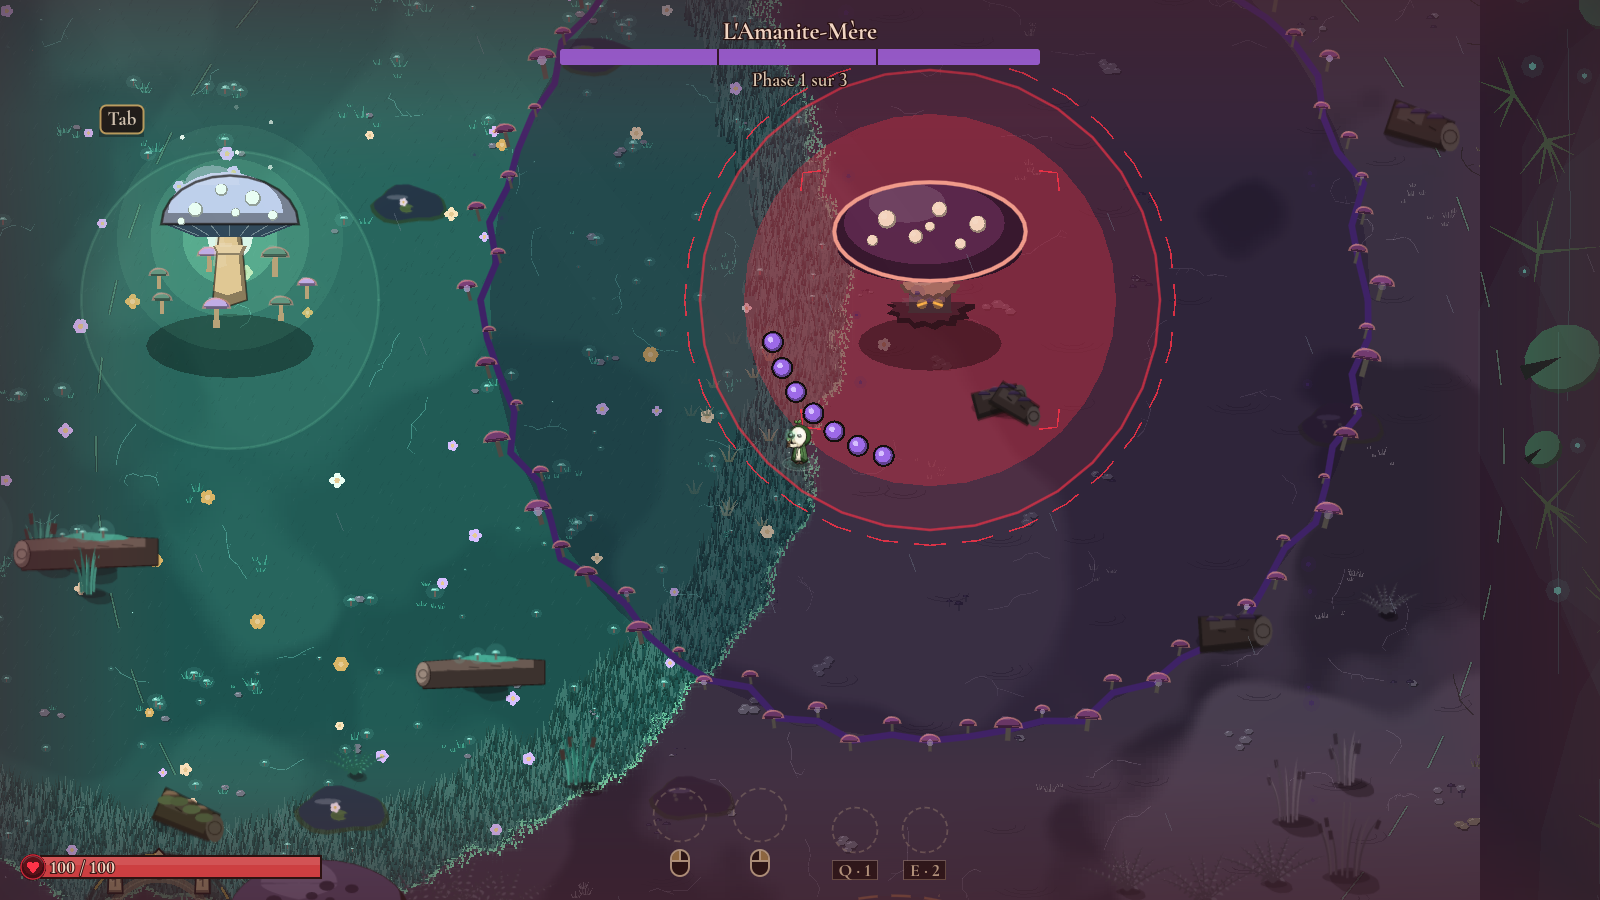 L'Amanite-Mère
Phase 1 sur 3
Tab
100 / 100
Q · 1
E · 2